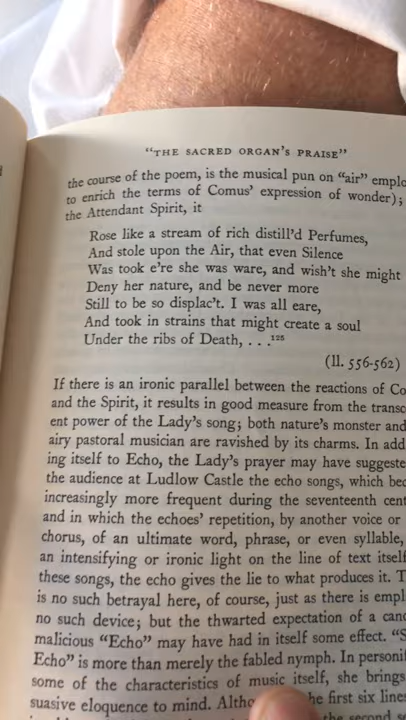 "THE SACRED ORGAN'S PRAISE"
the course of the poem, is the musical pun on "air" emplo
to enrich the terms of Comus' expression of wonder);
the Attendant Spirit, it
Rose like a stream of rich distill'd Perfumes,
And stole upon the Air, that even Silence
Was took e're she was ware, and wish't she might
Deny her nature, and be never more
Still to be so displac't. I was all eare,
And took in strains that might create a soul
Under the ribs of Death, . . .¹²⁵
(ll. 556-562)
If there is an ironic parallel between the reactions of Co
and the Spirit, it results in good measure from the transc
ent power of the Lady's song; both nature's monster and
airy pastoral musician are ravished by its charms. In add
ing itself to Echo, the Lady's prayer may have suggeste
the audience at Ludlow Castle the echo songs, which bec
increasingly more frequent during the seventeenth cent
and in which the echoes' repetition, by another voice or
chorus, of an ultimate word, phrase, or even syllable,
an intensifying or ironic light on the line of text itself
these songs, the echo gives the lie to what produces it. T
is no such betrayal here, of course, just as there is empl
no such device; but the thwarted expectation of a canc
malicious "Echo" may have had in itself some effect. "S
Echo" is more than merely the fabled nymph. In personif
some of the characteristics of music itself, she brings
suasive eloquence to mind. Altho he first six lines
the second